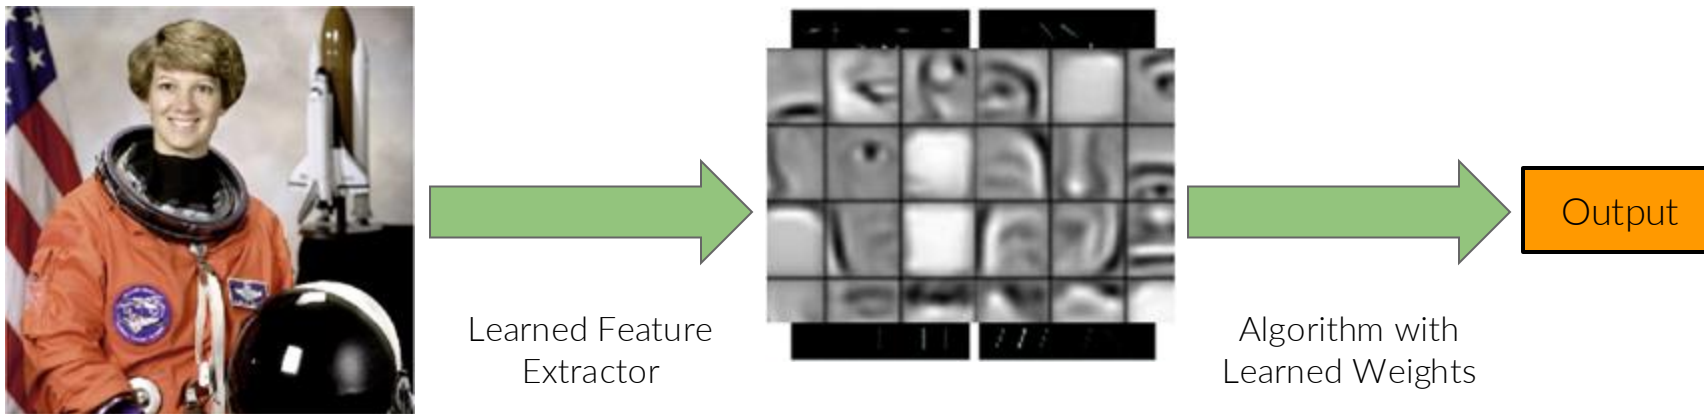 Learned Feature
Extractor
Algorithm with
Learned Weights
Output